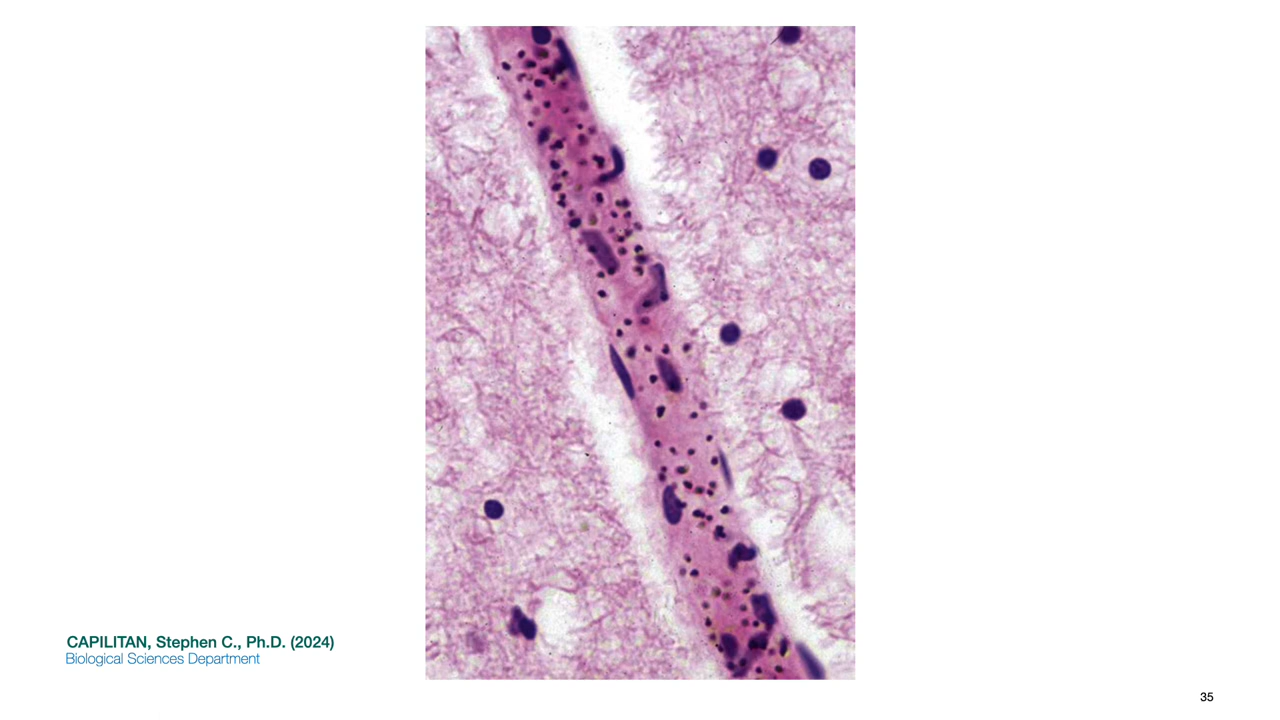 CAPILITAN, Stephen C., Ph.D. (2024)
Biological Sciences Department
35